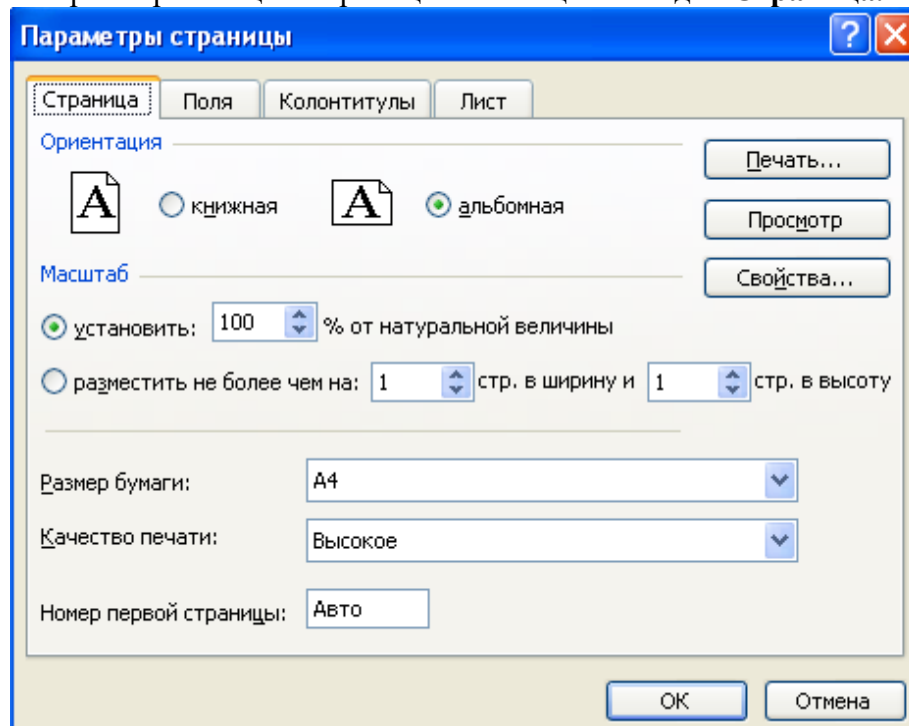 Параметры страницы
Страница Поля Колонтитулы Лист
Ориентация
Печать...
А книжная А альбомная
Просмотр
Масштаб
Свойства...
установить: 100 % от натуральной величины
разместить не более чем на: 1 стр. в ширину и 1 стр. в высоту
Размер бумаги: А4
Качество печати: Высокое
Номер первой страницы: Авто
ОК Отмена